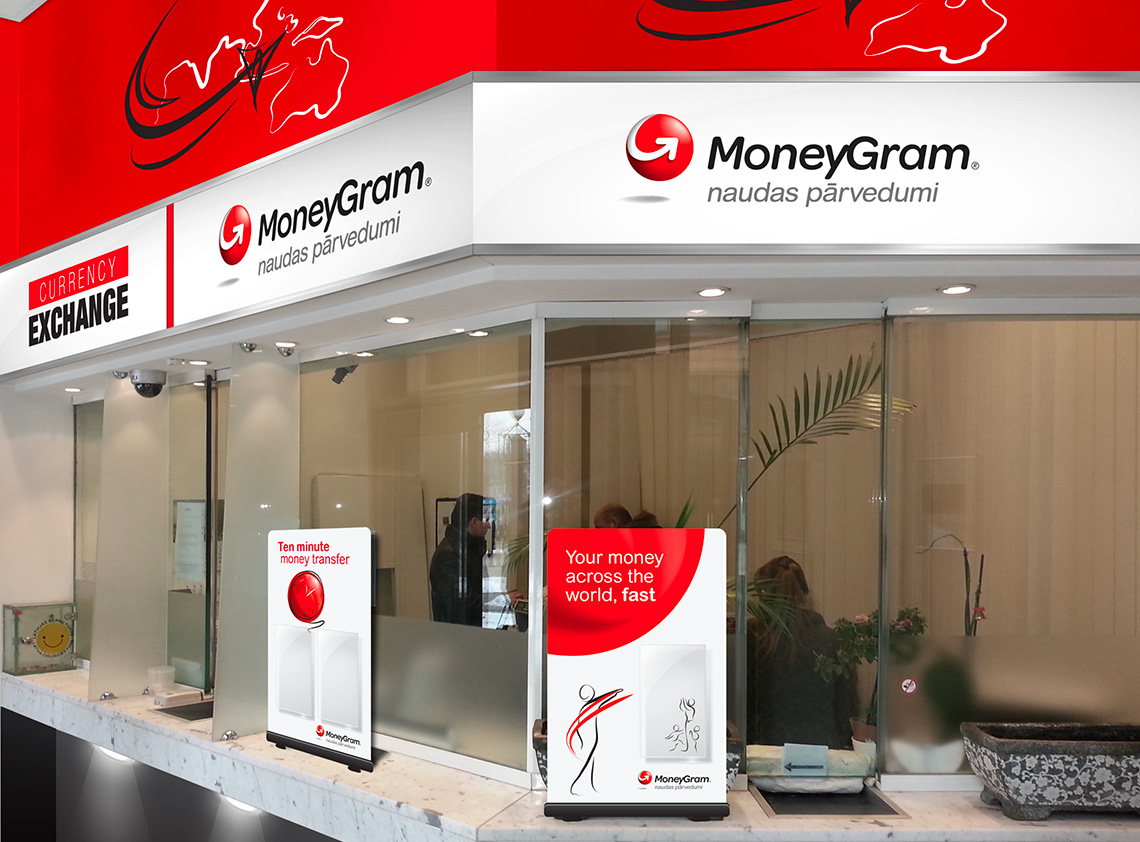 MoneyGram®
naudas pārvedumi
MoneyGram®
naudas pārvedumi
CURRENCY
EXCHANGE
Ten minute
money transfer
MoneyGram®
naudas pārvedumi
Your money
across the
world, fast
MoneyGram®
naudas pārvedumi